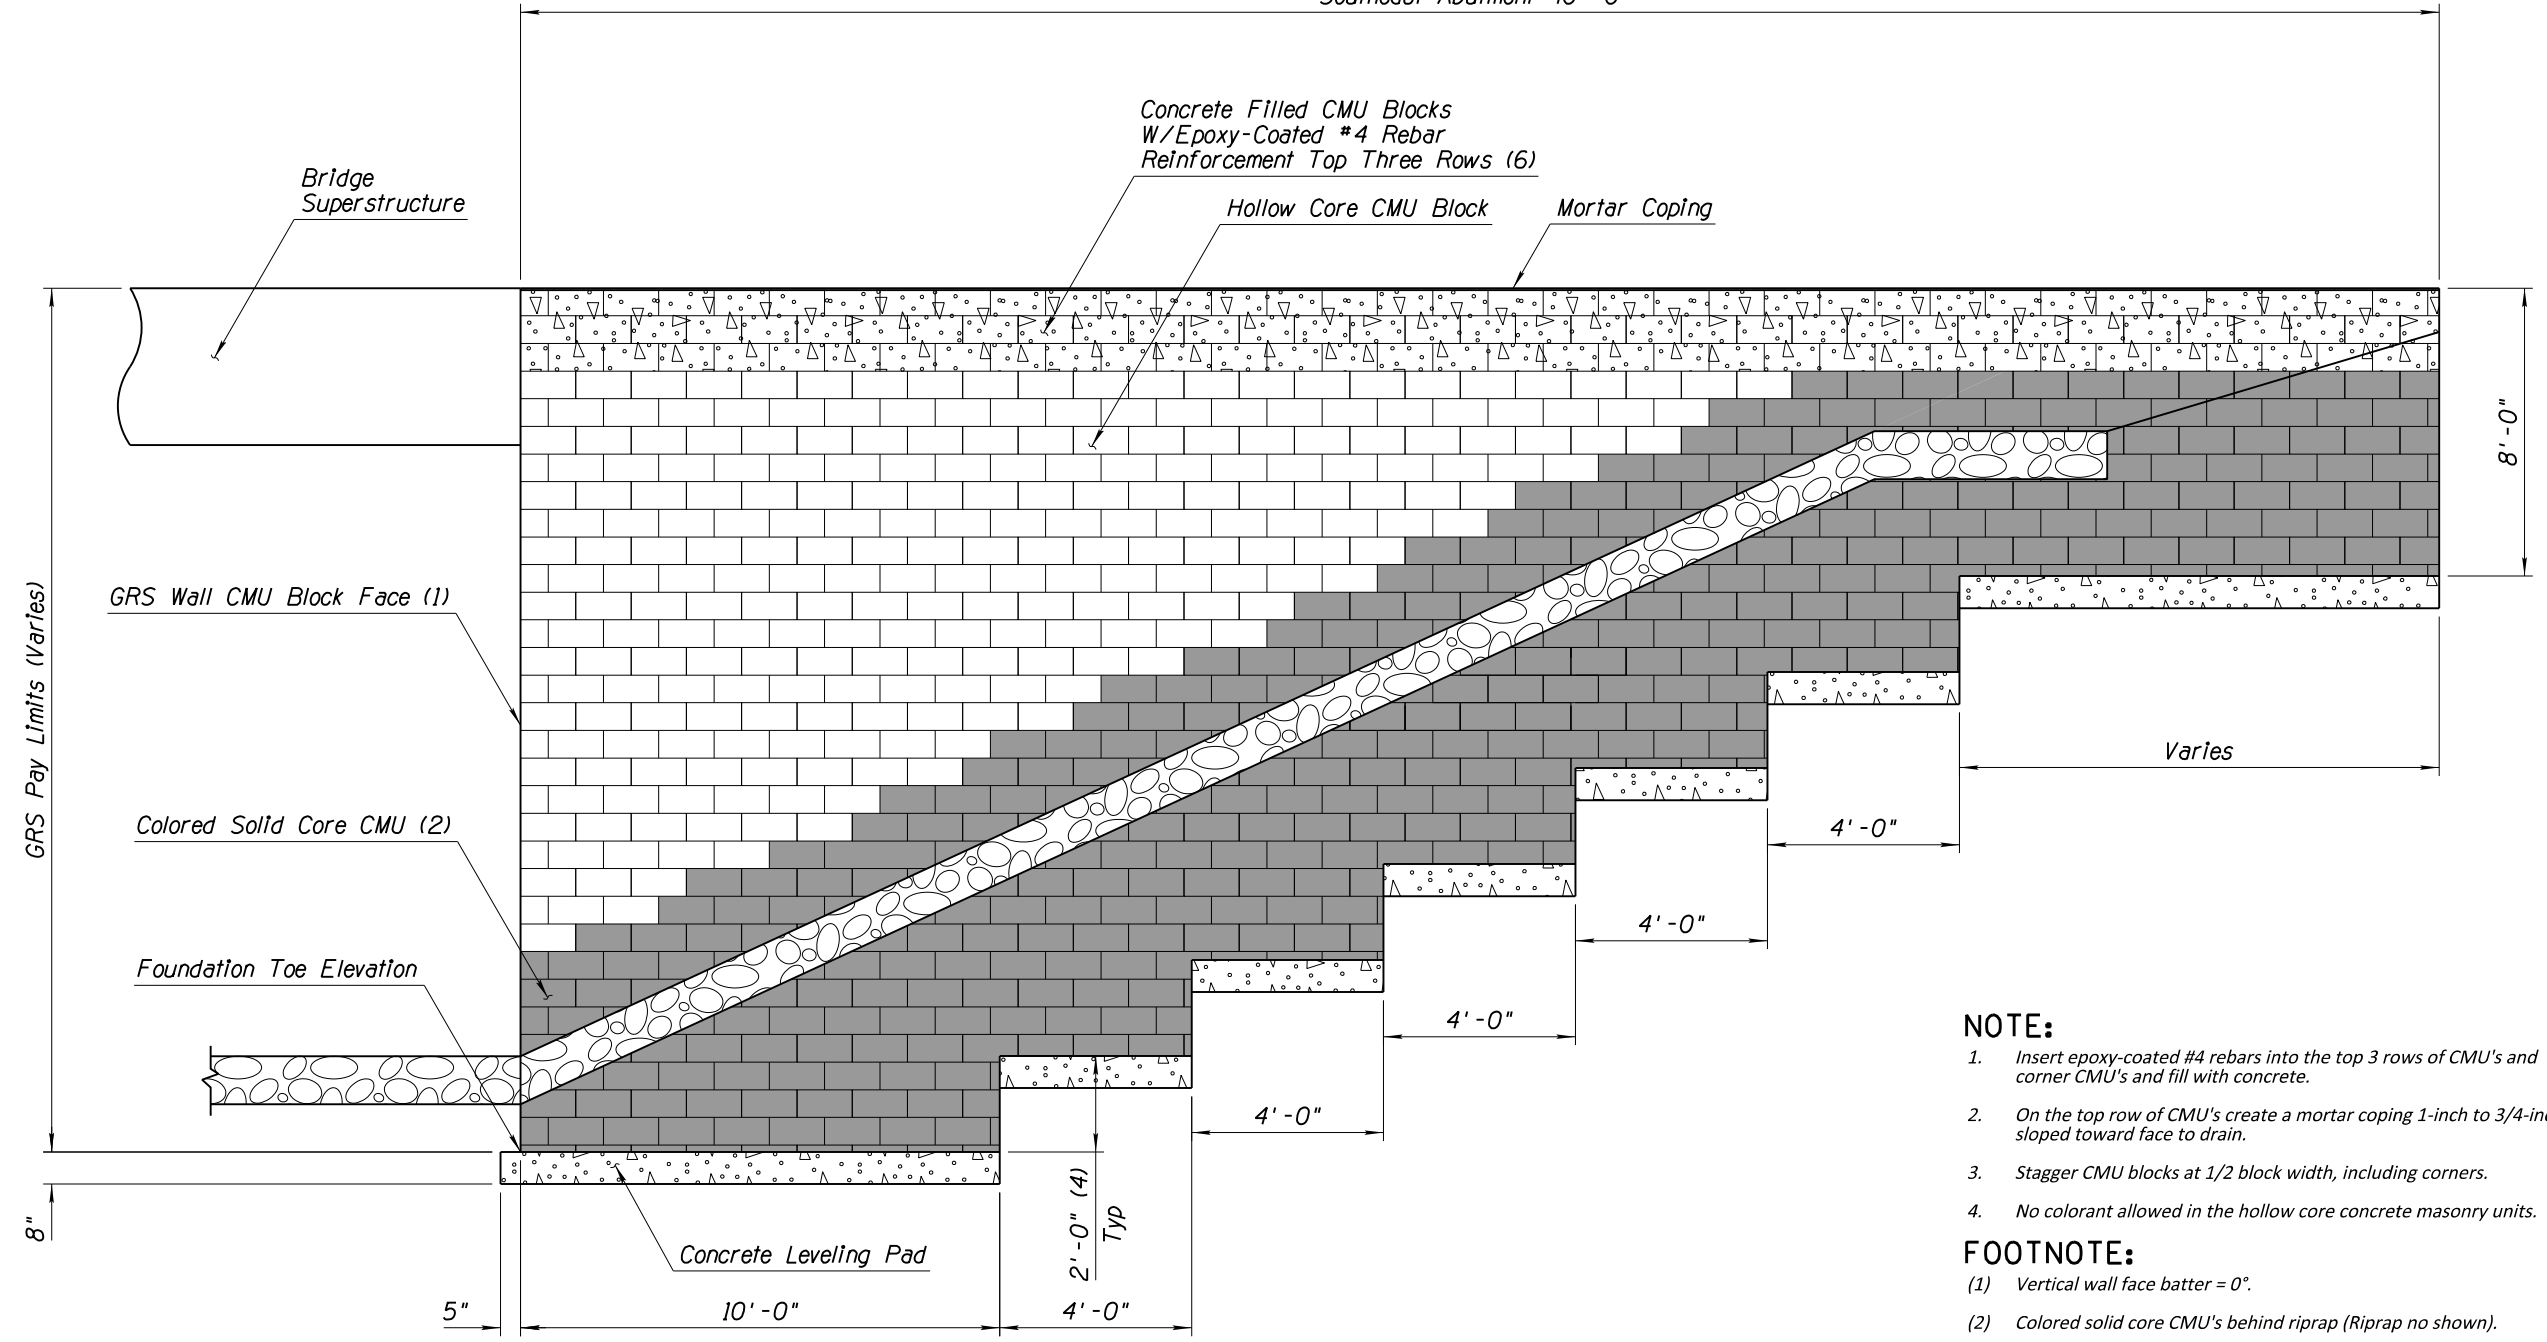 Concrete Filled CMU Blocks
W/Epoxy-Coated #4 Rebar
Reinforcement Top Three Rows (6)
Bridge
Superstructure
Hollow Core CMU Block
Mortar Coping
8'-0"
GRS Pay Limits (Varies)
GRS Wall CMU Block Face (1)
Varies
Colored Solid Core CMU (2)
4'-0"
4'-0"
Foundation Toe Elevation
4'-0"
4'-0"
2'-0" (4)
Typ
8"
Concrete Leveling Pad
5"
10'-0"
4'-0"
NOTE:
1. Insert epoxy-coated #4 rebars into the top 3 rows of CMU's and
corner CMU's and fill with concrete.
2. On the top row of CMU's create a mortar coping 1-inch to
sloped toward face to drain.
3. Stagger CMU blocks at 1/2 block width, including corners.
4. No colorant allowed in the hollow core concrete masonry units.
FOOTNOTE:
(1) Vertical wall face batter = 0°.
(2) Colored solid core CMU's behind riprap (Riprap no shown).